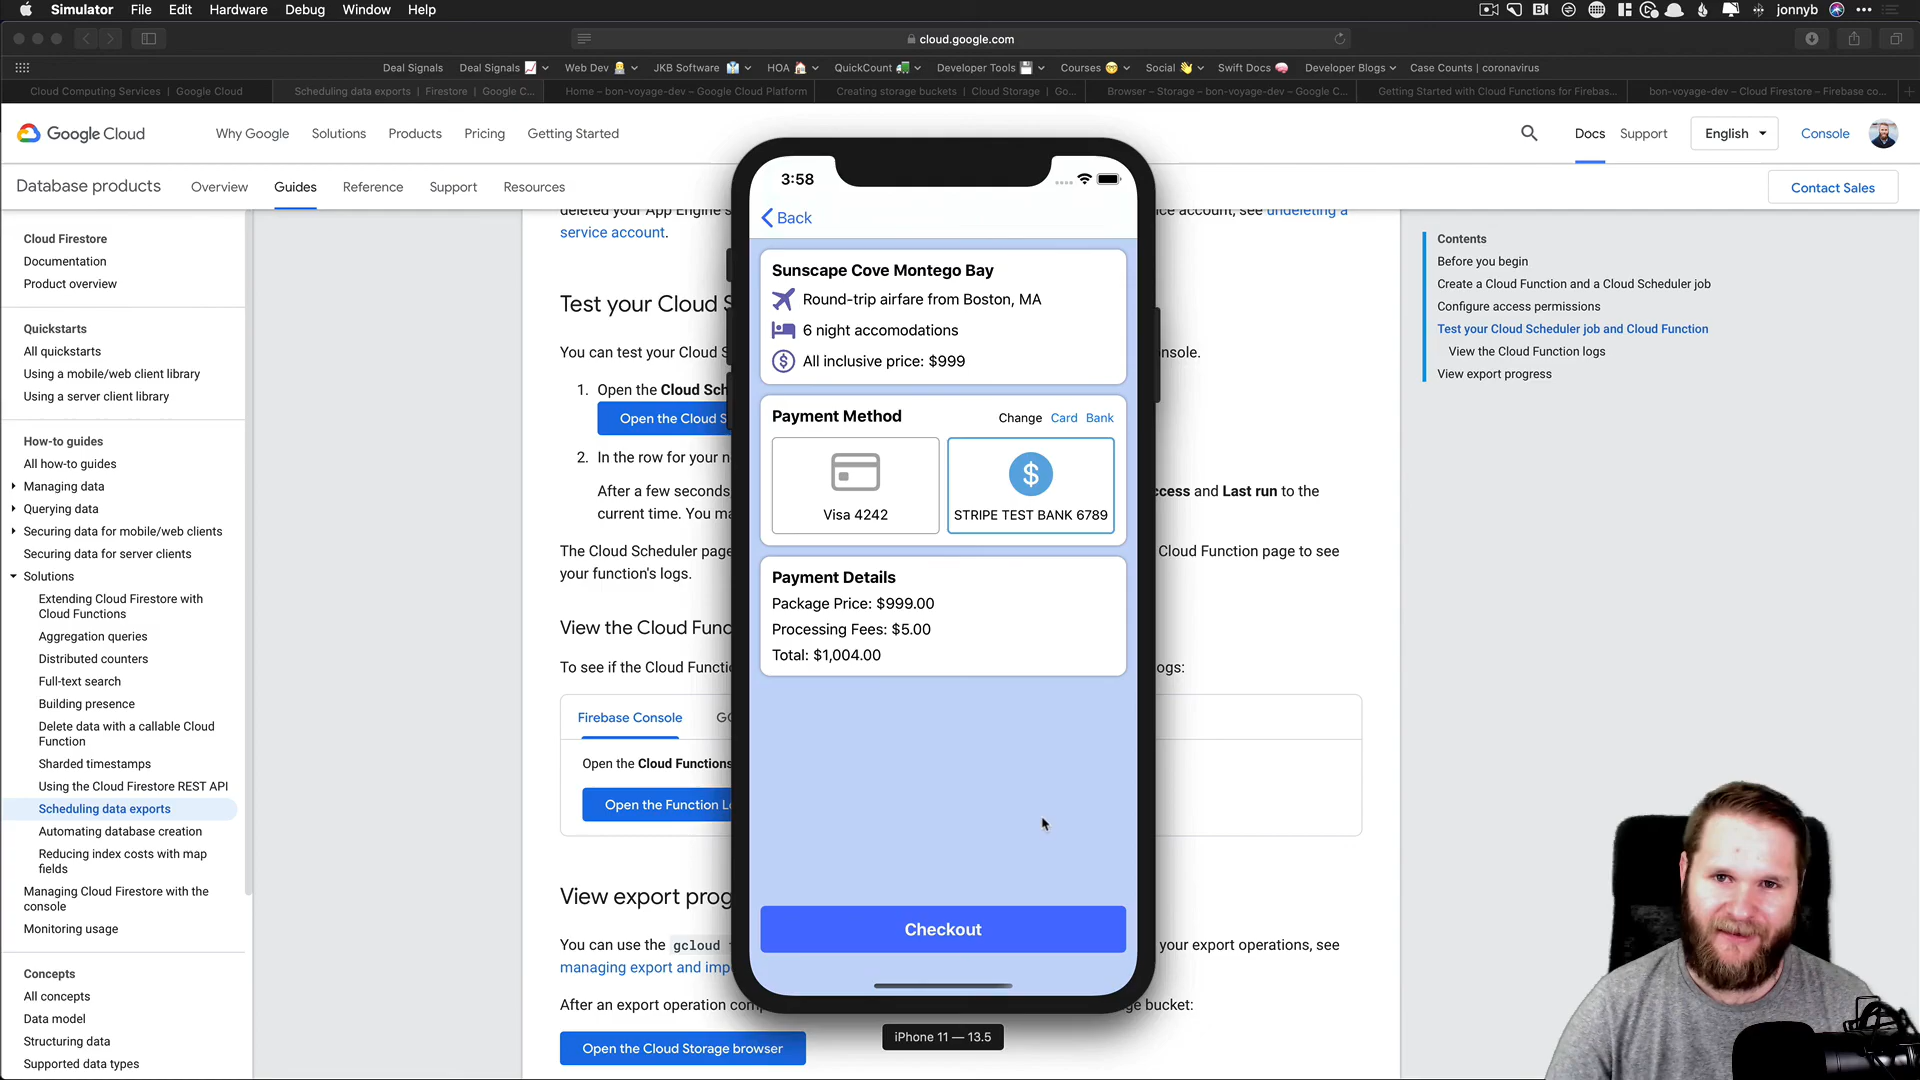 Simulator File Edit Hardware Debug Window Help
jonnyb
cloud.google.com
Deal Signals Deal Signals Web Dev JKB Software HOA QuickCount Developer Tools Courses Social Swift Docs Developer Blogs Case Counts | coronavirus
Cloud Computing Services | Google Cloud
Scheduling data exports | Firestore | Google C...
Home – bon-voyage-dev – Google Cloud Platform
Creating storage buckets | Cloud Storage | Go...
Browser – Storage – bon-voyage-dev – Google C...
Getting Started with Cloud Functions for Firebas...
bon-voyage-dev – Cloud Firestore – Firebase co...
Google Cloud
Why Google Solutions Products Pricing Getting Started
Docs Support English Console
Database products
Overview Guides Reference Support Resources
Contact Sales
Cloud Firestore
Documentation
Product overview
Quickstarts
All quickstarts
Using a mobile/web client library
Using a server client library
How-to guides
All how-to guides
Managing data
Querying data
Securing data for mobile/web clients
Securing data for server clients
Solutions
Extending Cloud Firestore with
Cloud Functions
Aggregation queries
Distributed counters
Full-text search
Building presence
Delete data with a callable Cloud
Function
Sharded timestamps
Using the Cloud Firestore REST API
Scheduling data exports
Automating database creation
Reducing index costs with map
fields
Managing Cloud Firestore with the
console
Monitoring usage
Concepts
All concepts
Data model
Structuring data
Supported data types
deleted your App Engine
ice account, see undeleting a
service account.
Test your Cloud S
You can test your Cloud S
nsole.
1. Open the Cloud Sch
Open the Cloud S
2. In the row for your n
After a few seconds,
ccess and Last run to the
current time. You ma
The Cloud Scheduler page
Cloud Function page to see
your function's logs.
View the Cloud Func
To see if the Cloud Functi
ogs:
Firebase Console
GC
Open the Cloud Functions
Open the Function Lo
View export prog
You can use the gcloud
your export operations, see
managing export and imp
After an export operation com
ge bucket:
Open the Cloud Storage browser
3:58
Back
Sunscape Cove Montego Bay
Round-trip airfare from Boston, MA
6 night accomodations
$ All inclusive price: $999
Payment Method
Change Card Bank
Visa 4242
$
STRIPE TEST BANK 6789
Payment Details
Package Price: $999.00
Processing Fees: $5.00
Total: $1,004.00
Checkout
iPhone 11 — 13.5
Contents
Before you begin
Create a Cloud Function and a Cloud Scheduler job
Configure access permissions
Test your Cloud Scheduler job and Cloud Function
View the Cloud Function logs
View export progress